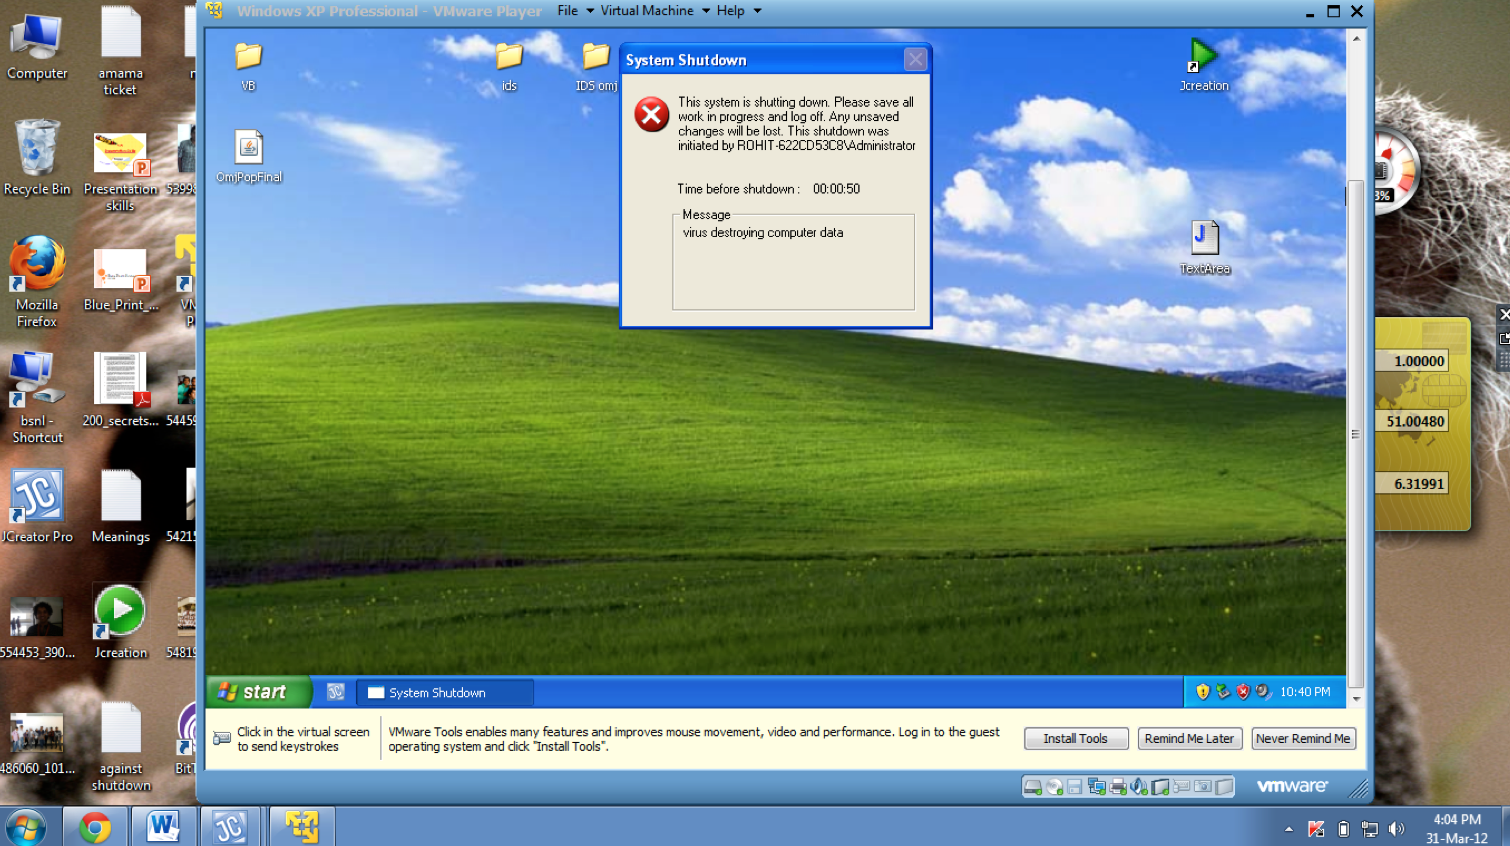 Windows XP Professional - VMware Player
File
Virtual Machine
Help
Computer
amama
ticket
Recycle Bin
Presentation
skills
5399
Mozilla
Firefox
Blue_Print_...
VM
P
bsnl -
Shortcut
200_secrets...
5445
JCreator Pro
Meanings
5421
554453_390...
Jcreation
5481
486060_101...
against
shutdown
BitT
VB
ids
IDS omj
OmjPopFinal
System Shutdown
This system is shutting down. Please save all
work in progress and log off. Any unsaved
changes will be lost. This shutdown was
initiated by ROHIT-622CD53C8\Administrator
Time before shutdown : 00:00:50
Message
virus destroying computer data
Jcreation
TextArea
3%
1.00000
51.00480
6.31991
start
System Shutdown
10:40 PM
Click in the virtual screen
to send keystrokes
VMware Tools enables many features and improves mouse movement, video and performance. Log in to the guest
operating system and click "Install Tools".
Install Tools
Remind Me Later
Never Remind Me
vmware
4:04 PM
31-Mar-12